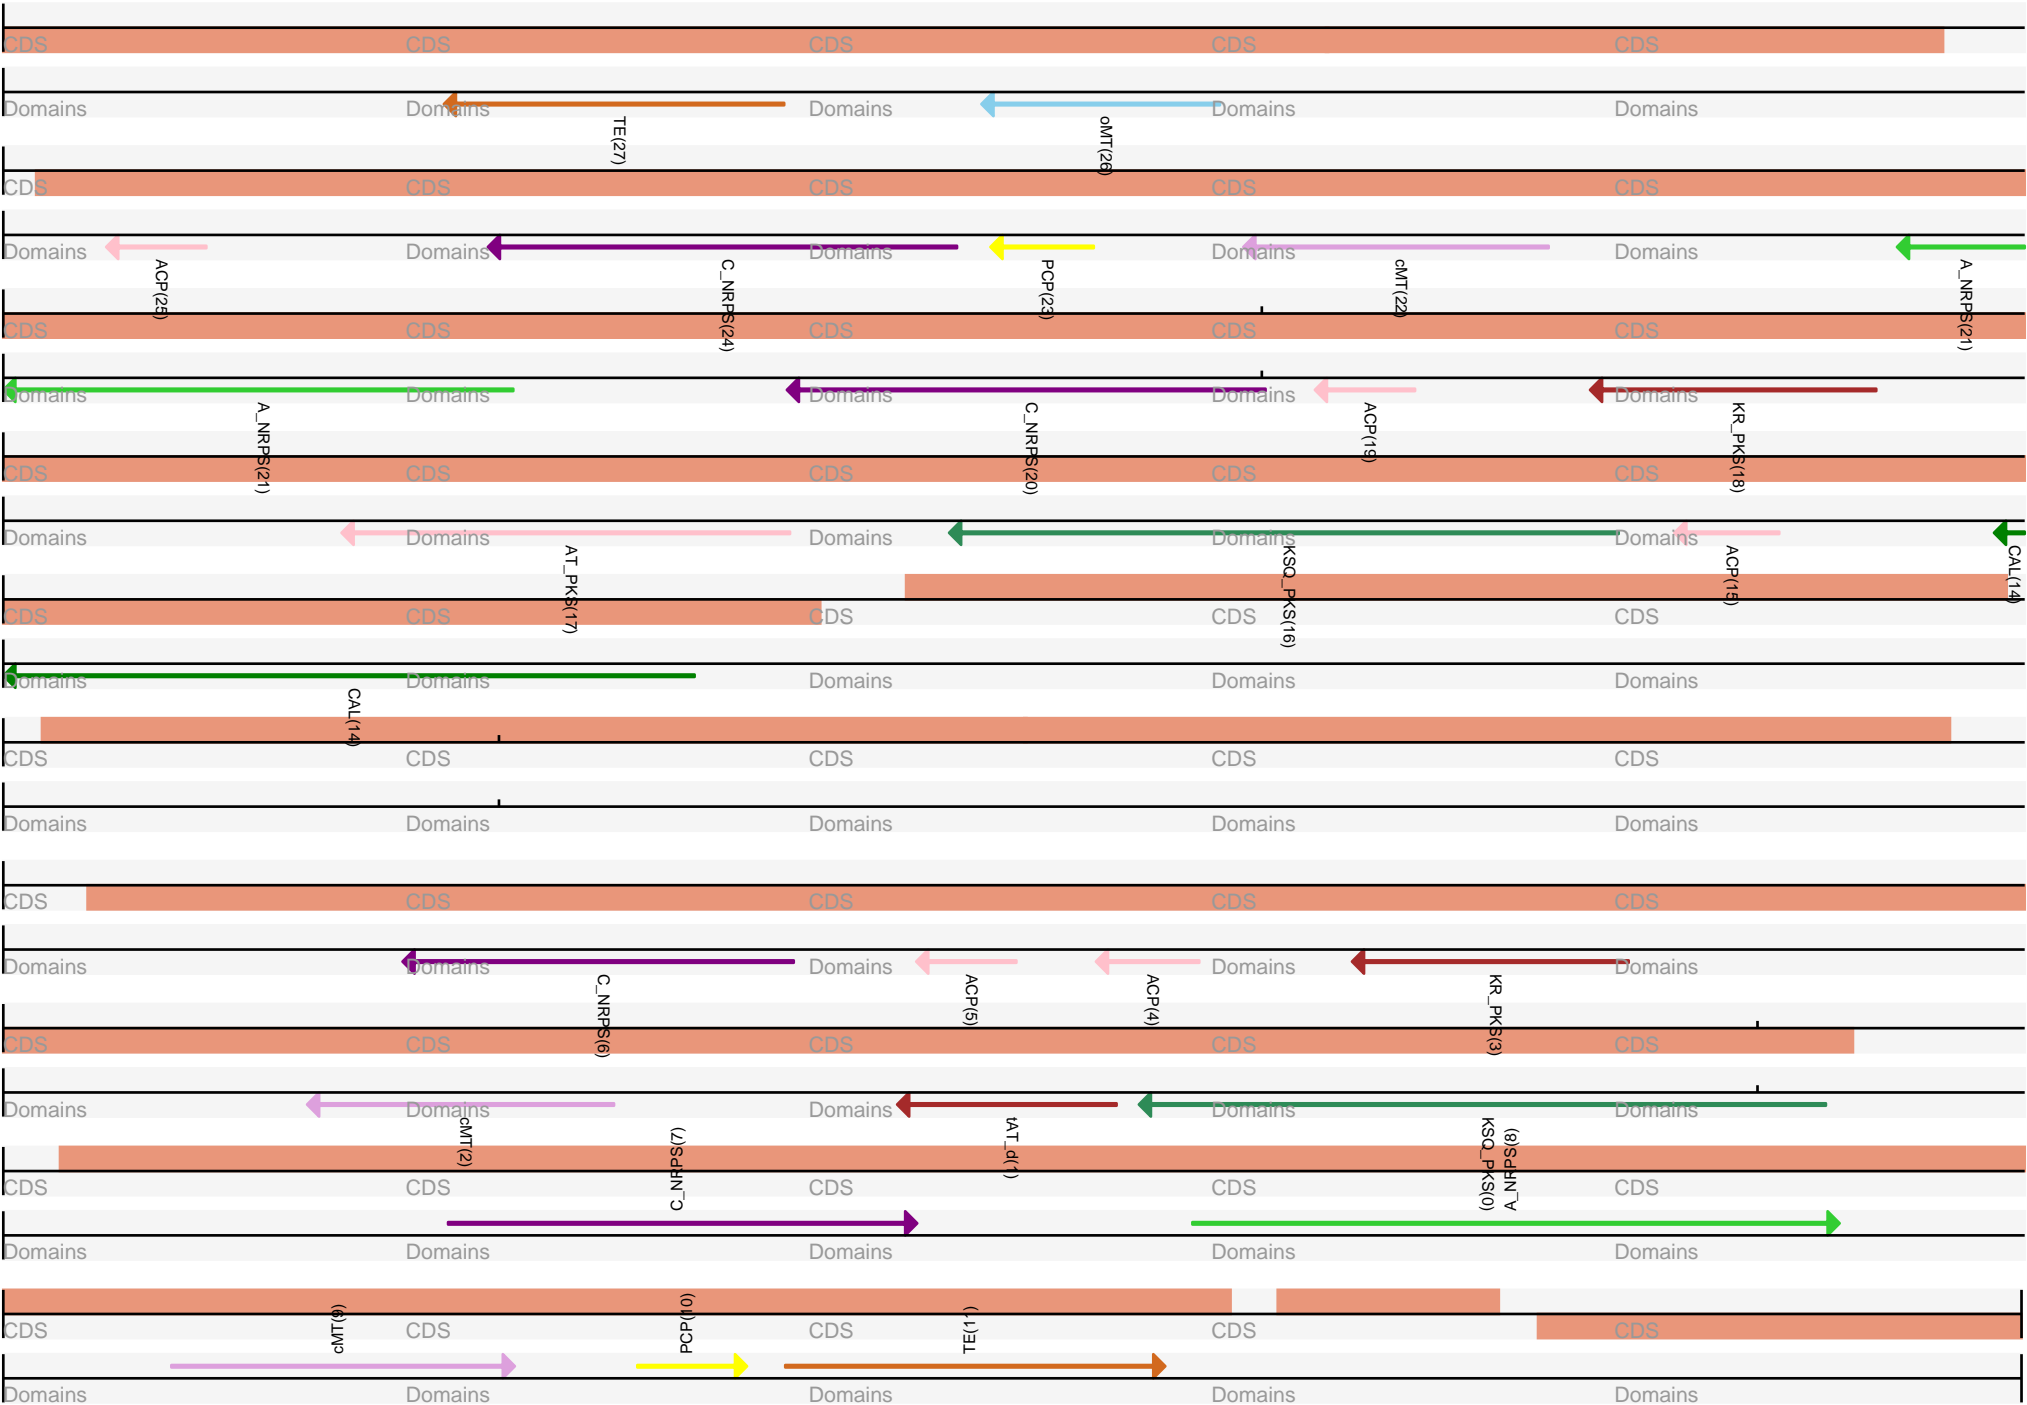 CDS CDS CDS CDS CDS
Domains Domains Domains Domains Domains
TE(27) oMT(26)
CDS CDS CDS CDS CDS
Domains Domains Domains Domains Domains
ACP(25) C_NRPS(24) PCP(23) cMT(22) A_NRPS(21)
CDS CDS CDS CDS CDS
Domains Domains Domains Domains Domains
A_NRPS(21) C_NRPS(20) ACP(19) KR_PKS(18)
CDS CDS CDS CDS CDS
Domains Domains Domains Domains Domains
AT_PKS(17) KSQ_PKS(16) ACP(15) CAL(14)
CDS CDS CDS CDS CDS
Domains Domains Domains Domains Domains
CAL(14)
CDS CDS CDS CDS CDS
Domains Domains Domains Domains Domains
CDS CDS CDS CDS CDS
Domains Domains Domains Domains Domains
C_NRPS(6) ACP(5) ACP(4) KR_PKS(3)
CDS CDS CDS CDS CDS
Domains Domains Domains Domains Domains
cMT(2) tAT_d(1) KSQ_PKS(0)
C_NRPS(7) A_NRPS(8)
CDS CDS CDS CDS CDS
Domains Domains Domains Domains Domains
cMT(9) PCP(10) TE(11)
CDS CDS CDS CDS CDS
Domains Domains Domains Domains Domains